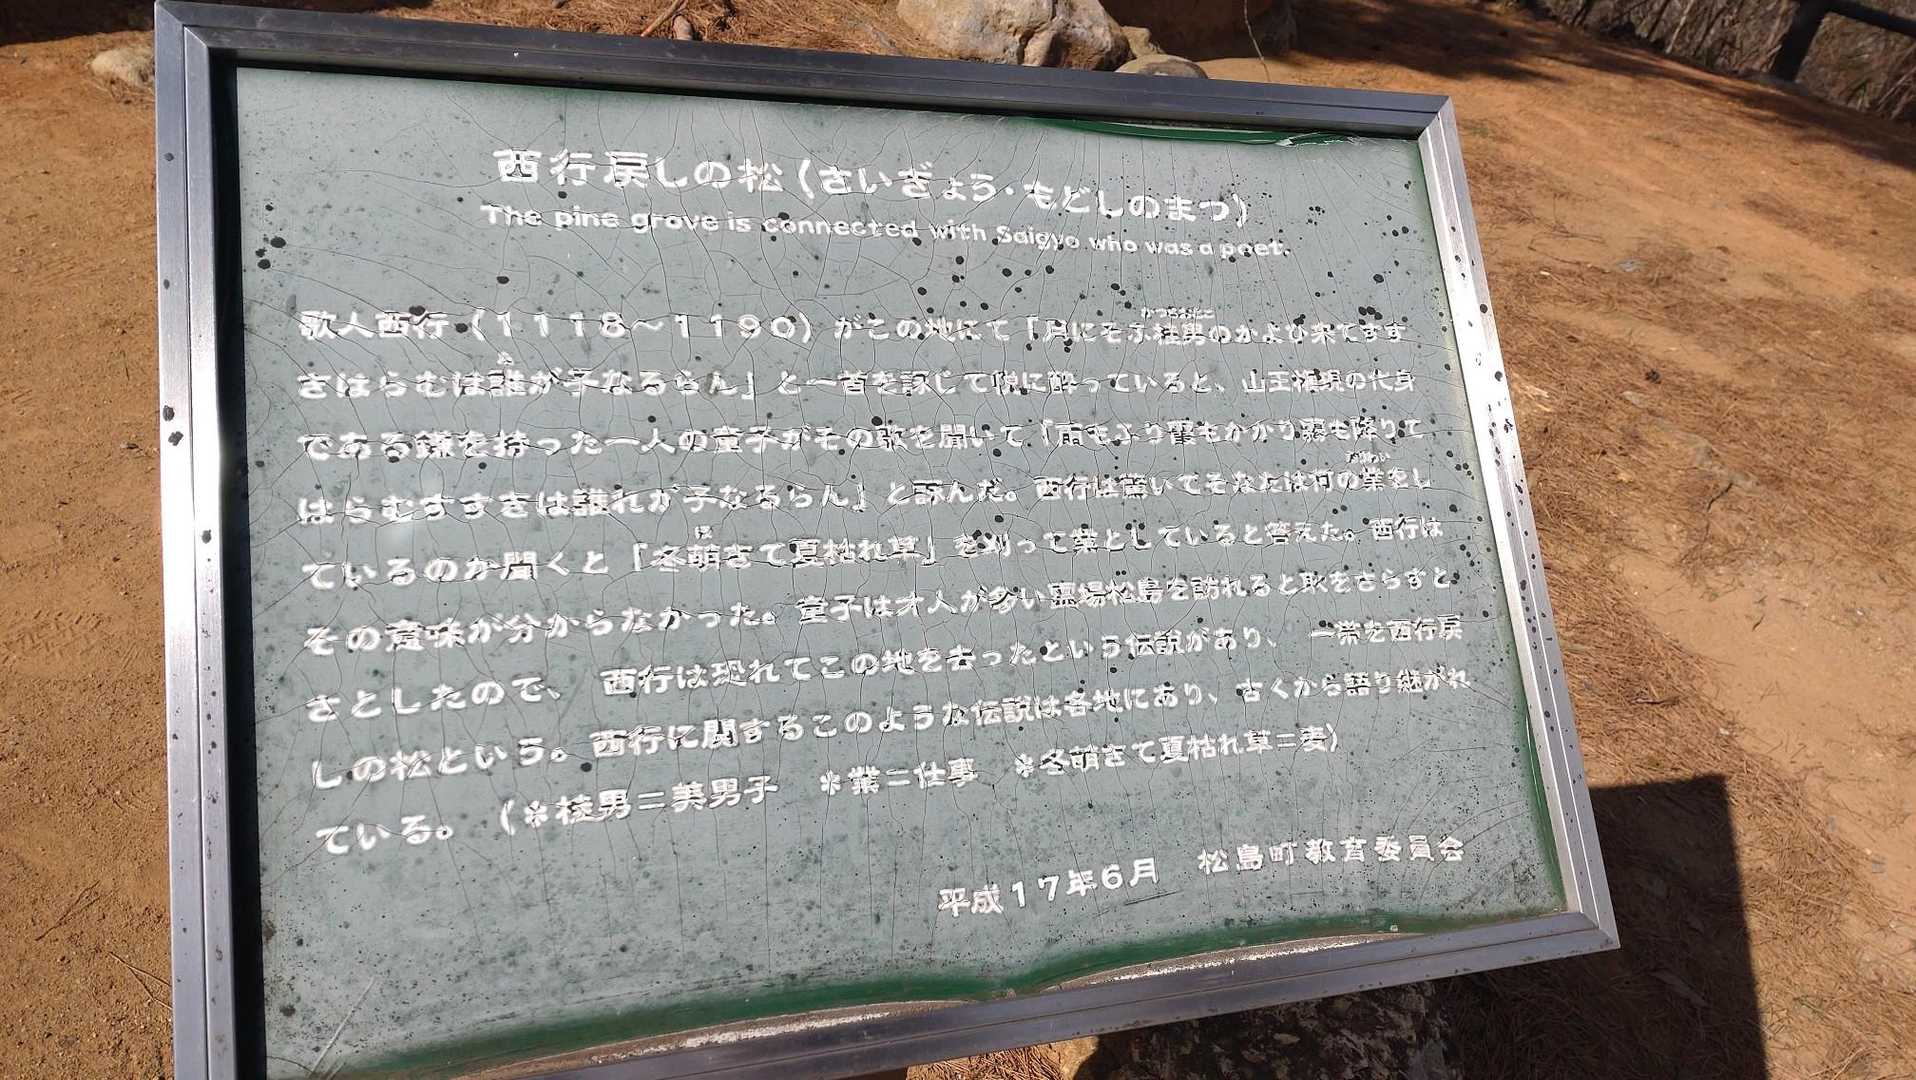 西行戻しの松（さいぎょう・もどしのまつ）
The pine grove is connected with Saigyo who was a poet.
歌人西行（１１１８～１１９０）がこの地にて「月にそふ桂男のかよひ来てすす
きはらむは誰が子なるらん」と一首を詠じて悦に酔っていると、山王権現の化身
である鎌を持った一人の童子がその歌を聞いて「雨もふり霞もかかり霧も降りて
はらむすすきは誰れが子なるらん」と詠んだ。西行は驚いてそなたは何の業をし
ているのか聞くと「冬萌きて夏枯れ草」を刈って業としていると答えた。西行は
その意味が分からなかった。童子は才人が多い霊場松島を訪れると恥をさらすと
さとしたので、西行は恐れてこの地を去ったという伝説があり、一帯を西行戻
しの松という。西行に関するこのような伝説は各地にあり、古くから語り継がれ
ている。（＊桂男＝美男子　＊業＝仕事　＊冬萌きて夏枯れ草＝麦）
平成１７年６月　松島町教育委員会